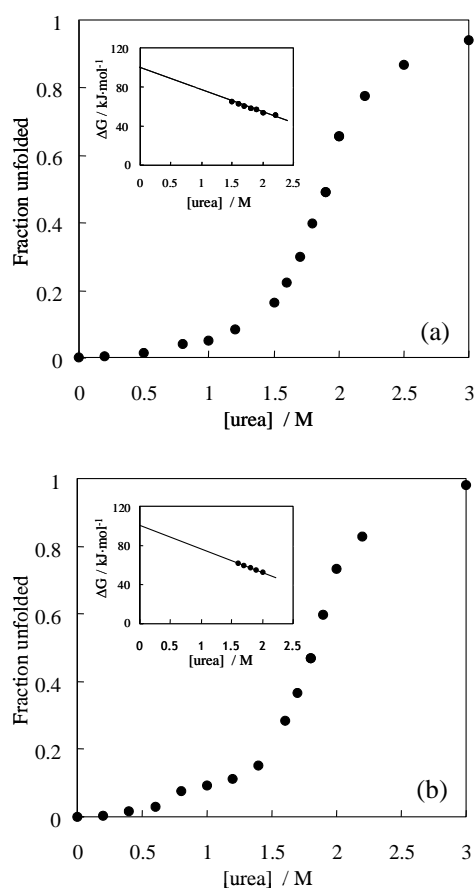 120
80
40
0
ΔG / kJ·mol⁻¹
0 0.5 1 1.5 2 2.5
[urea] / M
1
0.8
0.6
0.4
0.2
0
Fraction unfolded
(a)
0 0.5 1 1.5 2 2.5 3
[urea] / M
120
80
40
0
ΔG / kJ·mol⁻¹
0 0.5 1 1.5 2 2.5
[urea] / M
1
0.8
0.6
0.4
0.2
0
Fraction unfolded
(b)
0 0.5 1 1.5 2 2.5 3
[urea] / M